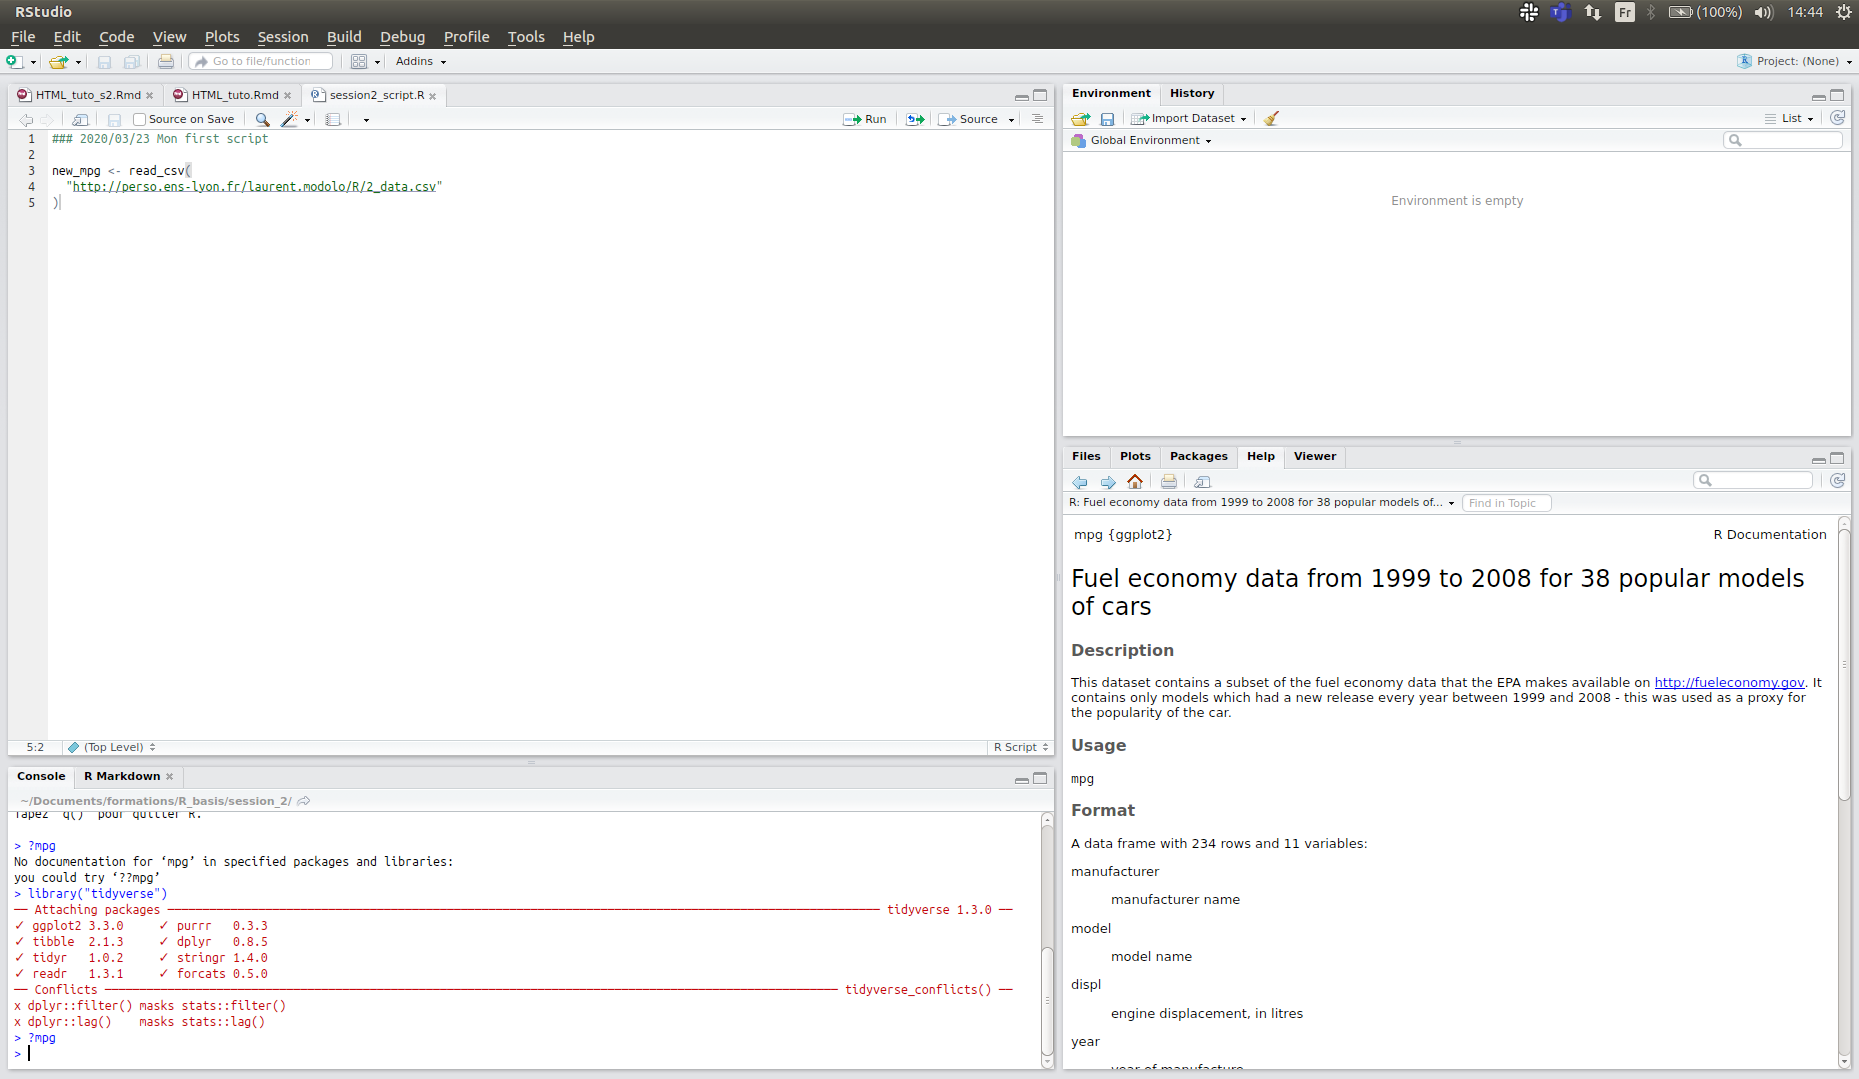 RStudio
Fr (100%) 14:44
File Edit Code View Plots Session Build Debug Profile Tools Help
Go to file/function Addins Project: (None)
HTML_tuto_s2.Rmd HTML_tuto.Rmd session2_script.R
Source on Save Run Source
1 ### 2020/03/23 Mon first script
2
3 new_mpg <- read_csv(
4 "http://perso.ens-lyon.fr/laurent.modolo/R/2_data.csv"
5 )
5:2 (Top Level) R Script
Console R Markdown
~/Documents/formations/R_basis/session_2/
Tapez 'q()' pour quitter R.
> ?mpg
No documentation for ‘mpg’ in specified packages and libraries:
you could try ‘??mpg’
> library("tidyverse")
── Attaching packages ── tidyverse 1.3.0 ──
✓ ggplot2 3.3.0 ✓ purrr 0.3.3
✓ tibble 2.1.3 ✓ dplyr 0.8.5
✓ tidyr 1.0.2 ✓ stringr 1.4.0
✓ readr 1.3.1 ✓ forcats 0.5.0
── Conflicts ── tidyverse_conflicts() ──
x dplyr::filter() masks stats::filter()
x dplyr::lag() masks stats::lag()
> ?mpg
>
Environment History
Import Dataset List
Global Environment
Environment is empty
Files Plots Packages Help Viewer
R: Fuel economy data from 1999 to 2008 for 38 popular models of... Find in Topic
mpg {ggplot2} R Documentation
Fuel economy data from 1999 to 2008 for 38 popular models
of cars
Description
This dataset contains a subset of the fuel economy data that the EPA makes available on http://fueleconomy.gov. It
contains only models which had a new release every year between 1999 and 2008 - this was used as a proxy for
the popularity of the car.
Usage
mpg
Format
A data frame with 234 rows and 11 variables:
manufacturer
manufacturer name
model
model name
displ
engine displacement, in litres
year
year of manufacture